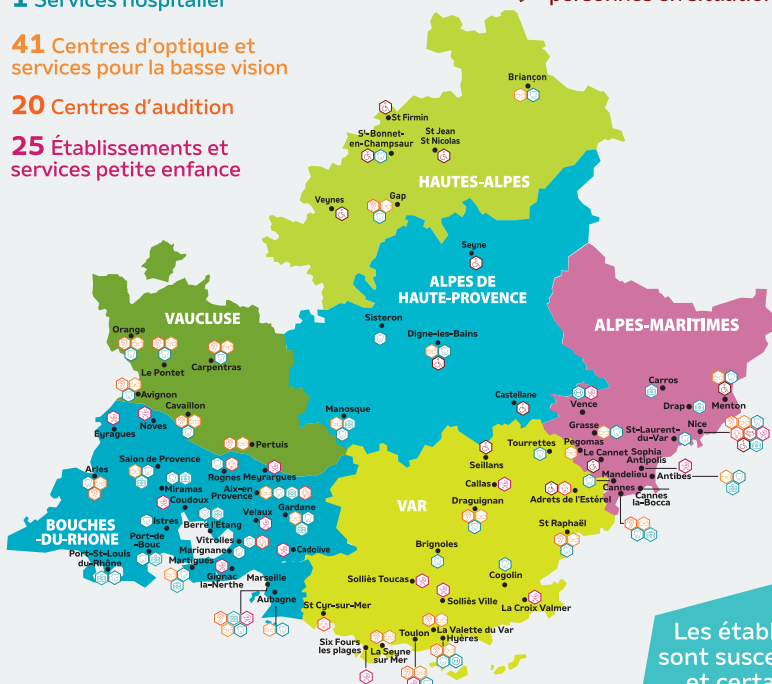 1 Services hospitalier
personnes en situation
41 Centres d'optique et
services pour la basse vision
20 Centres d'audition
25 Établissements et
services petite enfance
Briançon
St Firmin
St-Bonnet-
en-Champsaur
St Jean
St Nicolas
HAUTES-ALPES
Veynes
Gap
Seyne
ALPES DE
HAUTE-PROVENCE
VAUCLUSE
Sisteron
ALPES-MARITIMES
Orange
Digne-les-Bains
Le Pontet
Carpentras
Avignon
Cavaillon
Manosque
Castellane
Carros
Vence
Drap
Menton
Noves
Eyragues
Pertuis
Grasse
St-Laurent-
du-Var
Nice
Tourrettes
Pégomas
Le Cannet
Sophia
Antipolis
Seillans
Mandelieu
Antibes
Cannes
Cannes
la-Bocca
Arles
Salon de Provence
Rognes
Meyrargues
Miramas
Aix-en
Provence
Callas
Adrets de l'Estérel
Coudoux
VAR
Draguignan
Gardane
Velaux
BOUCHES
-DU-RHONE
Istres
Berre l'Etang
St Raphaël
Port-de
-Bouc
Vitrolles
Marignane
Cadolive
Brignoles
Port-St-Louis
du-Rhône
Martigues
Gignac
la-Nerthe
Marseille
Cogolin
Solliès Toucas
Aubagne
Solliès Ville
La Croix Valmer
St Cyr-sur-Mer
La Valette du Var
Toulon
Hyères
Six Fours
les plages
La Seyne
sur Mer
Les étab
sont susce
et certa